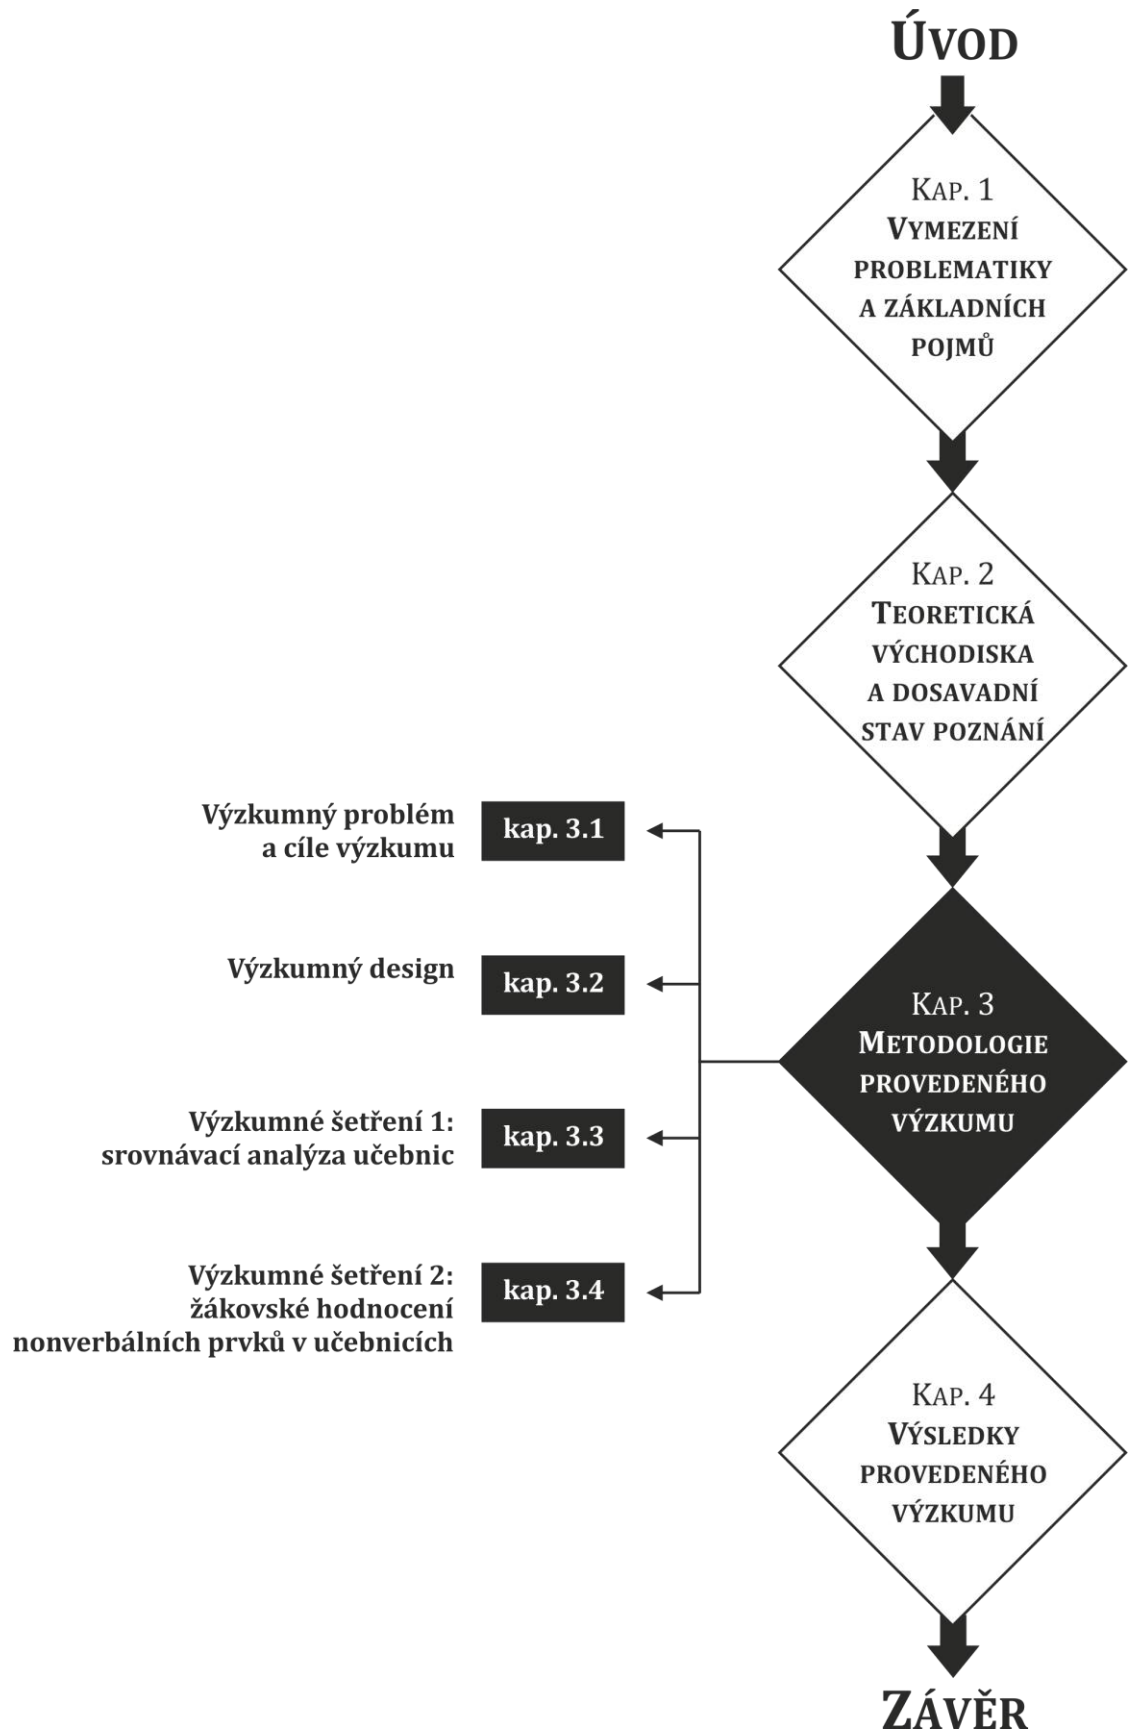 ÚVOD
KAP. 1
VYMEZENÍ
PROBLEMATIKY
A ZÁKLADNÍCH
POJMŮ
KAP. 2
TEORETICKÁ
VÝCHODISKA
A DOSAVADNÍ
STAV POZNÁNÍ
Výzkumný problém
a cíle výzkumu
kap. 3.1
Výzkumný design
kap. 3.2
KAP. 3
METODOLOGIE
PROVEDENÉHO
VÝZKUMU
Výzkumné šetření 1:
srovnávací analýza učebnic
kap. 3.3
Výzkumné šetření 2:
žákovské hodnocení
nonverbálních prvků v učebnicích
kap. 3.4
KAP. 4
VÝSLEDKY
PROVEDENÉHO
VÝZKUMU
ZÁVĚR